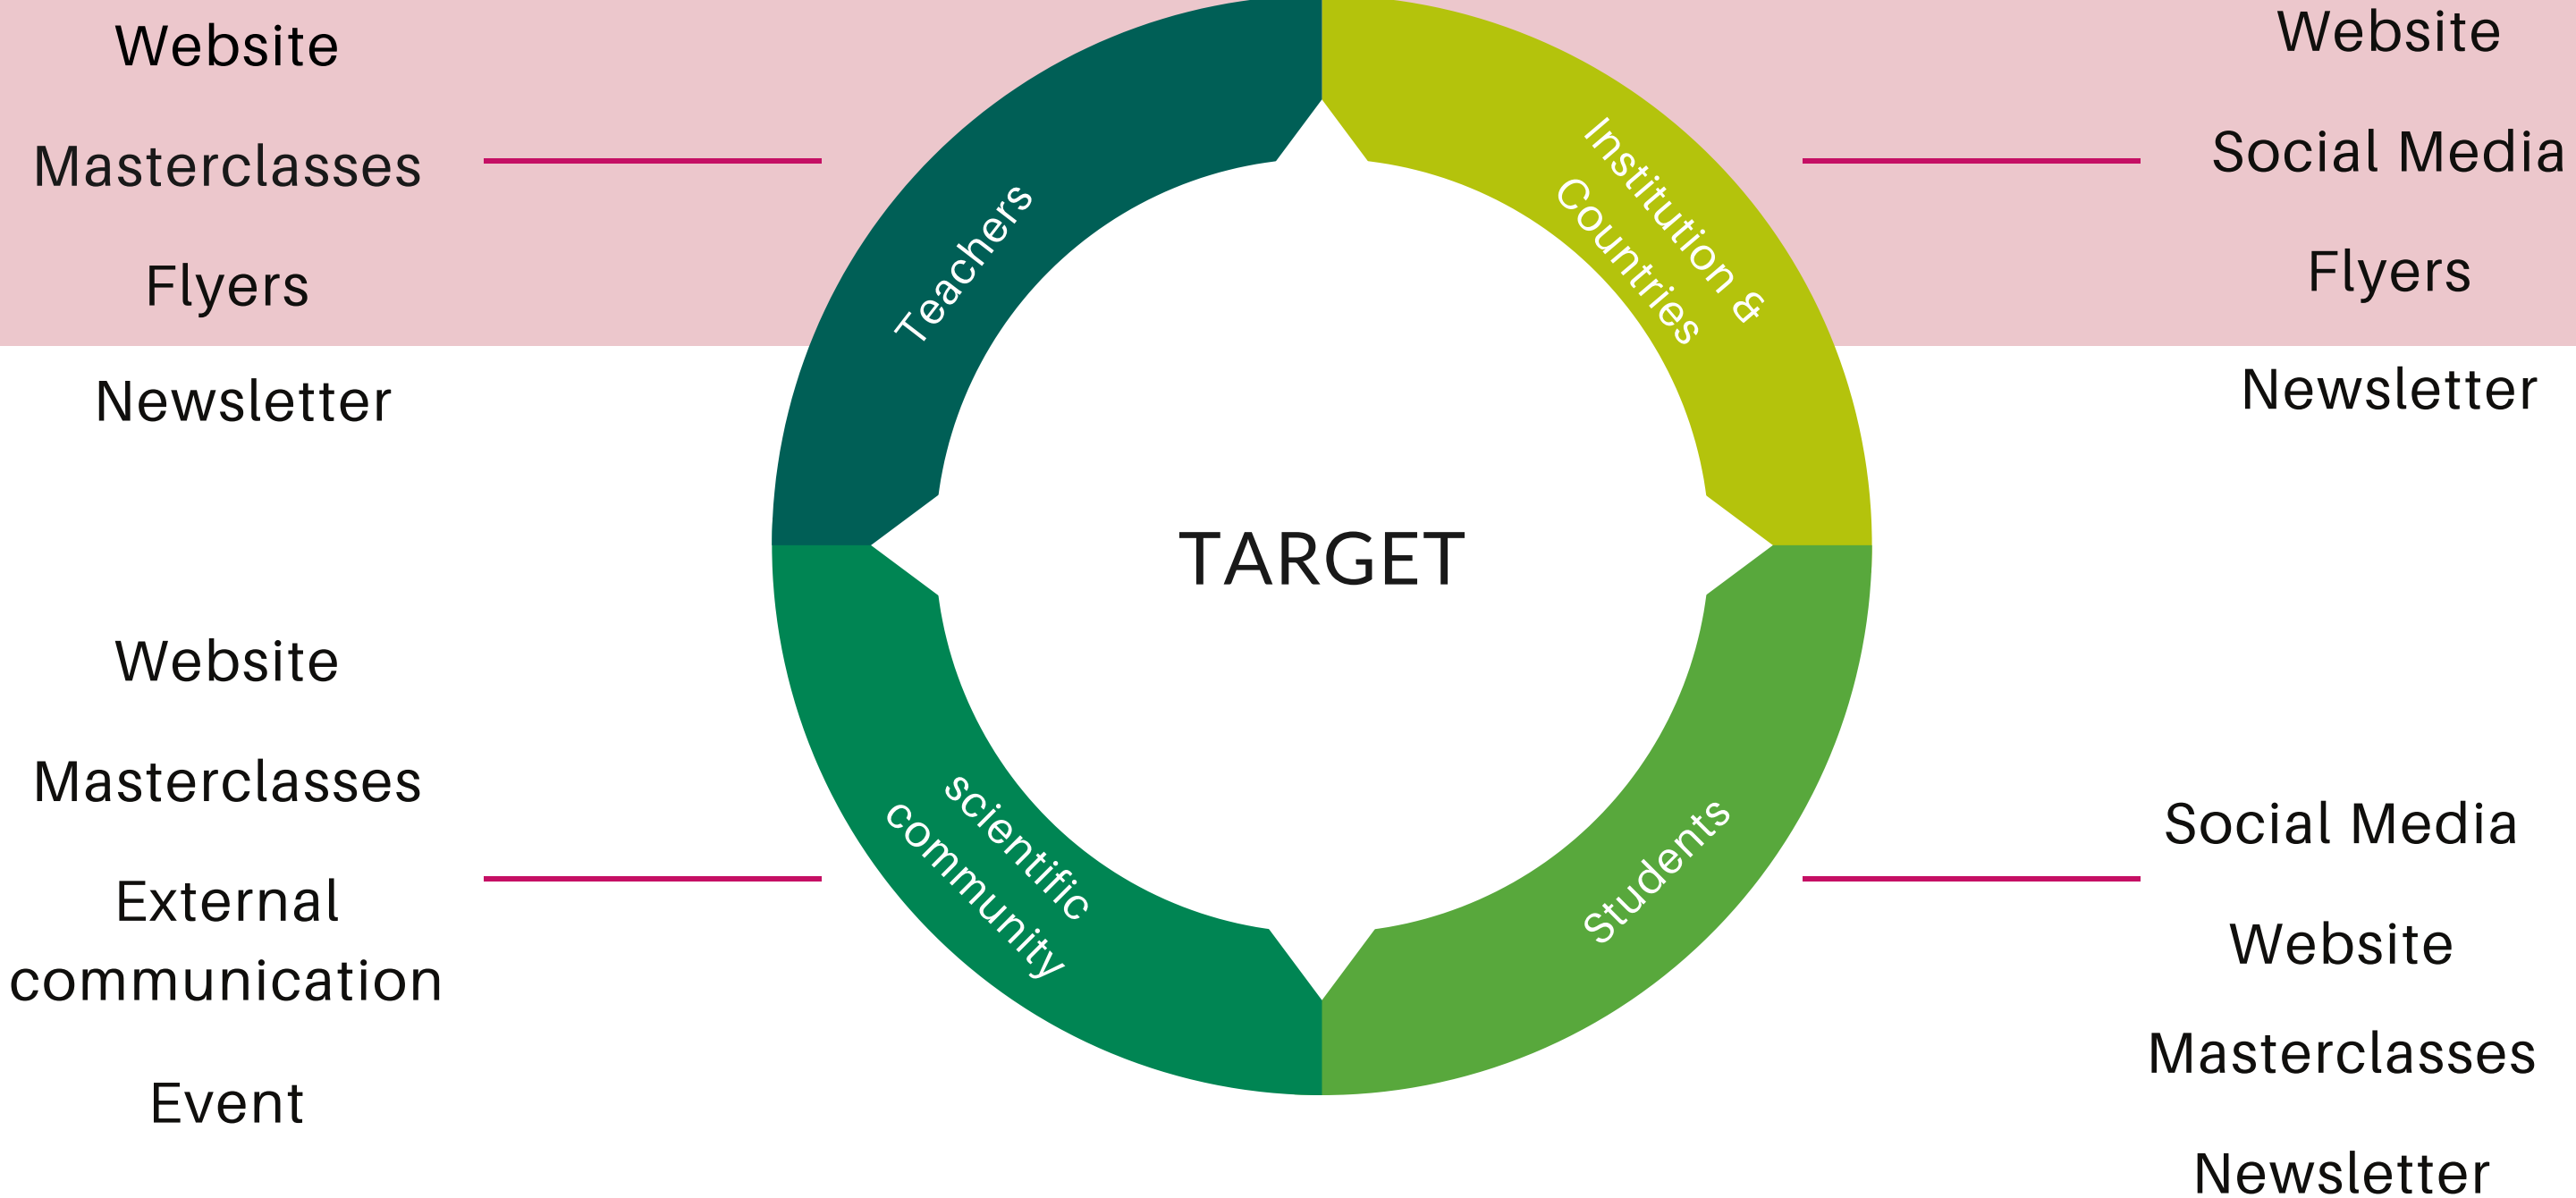 Website
Masterclasses
Flyers
Newsletter
Teachers
Institution &
Countries
Website
Social Media
Flyers
Newsletter
TARGET
Website
Masterclasses
External
communication
Event
scientific
community
Students
Social Media
Website
Masterclasses
Newsletter